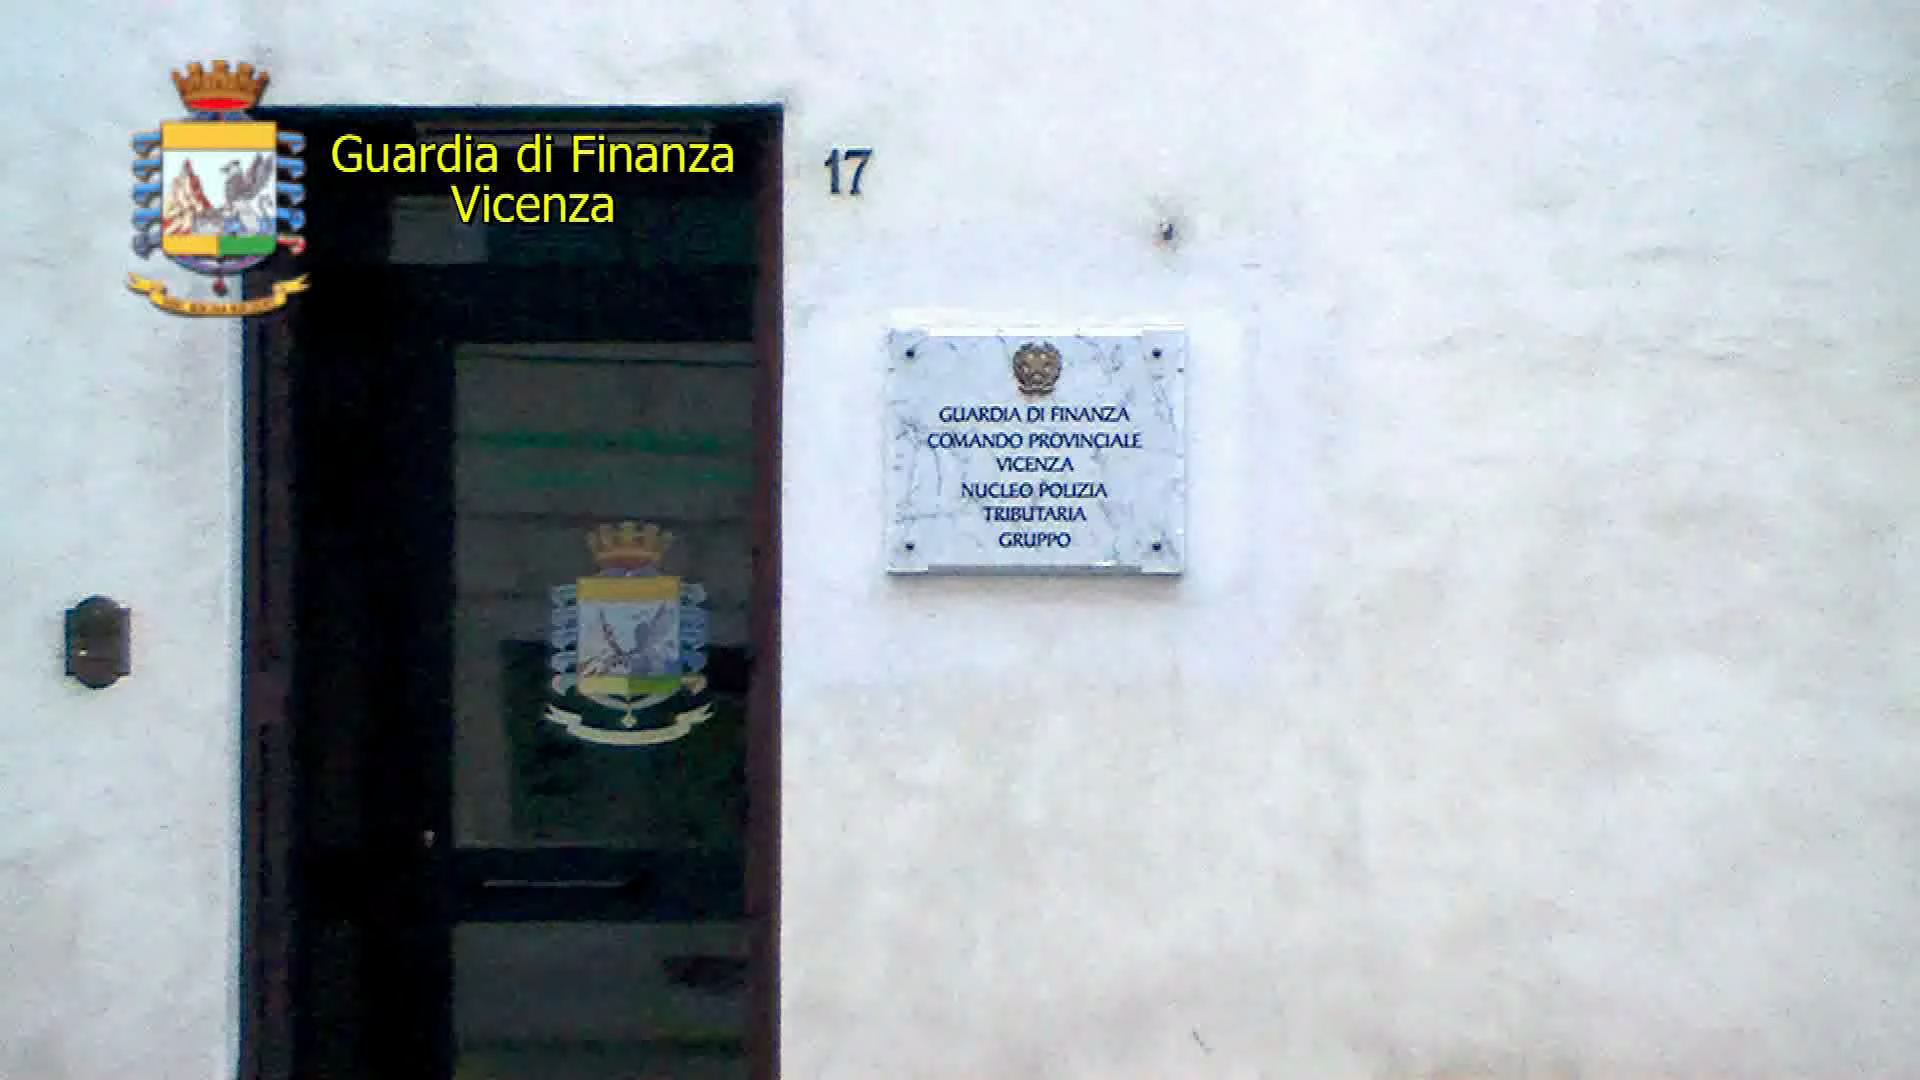 Guardia di Finanza
Vicenza
17
GUARDIA DI FINANZA
COMANDO PROVINCIALE
VICENZA
NUCLEO POLIZIA
TRIBUTARIA
GRUPPO